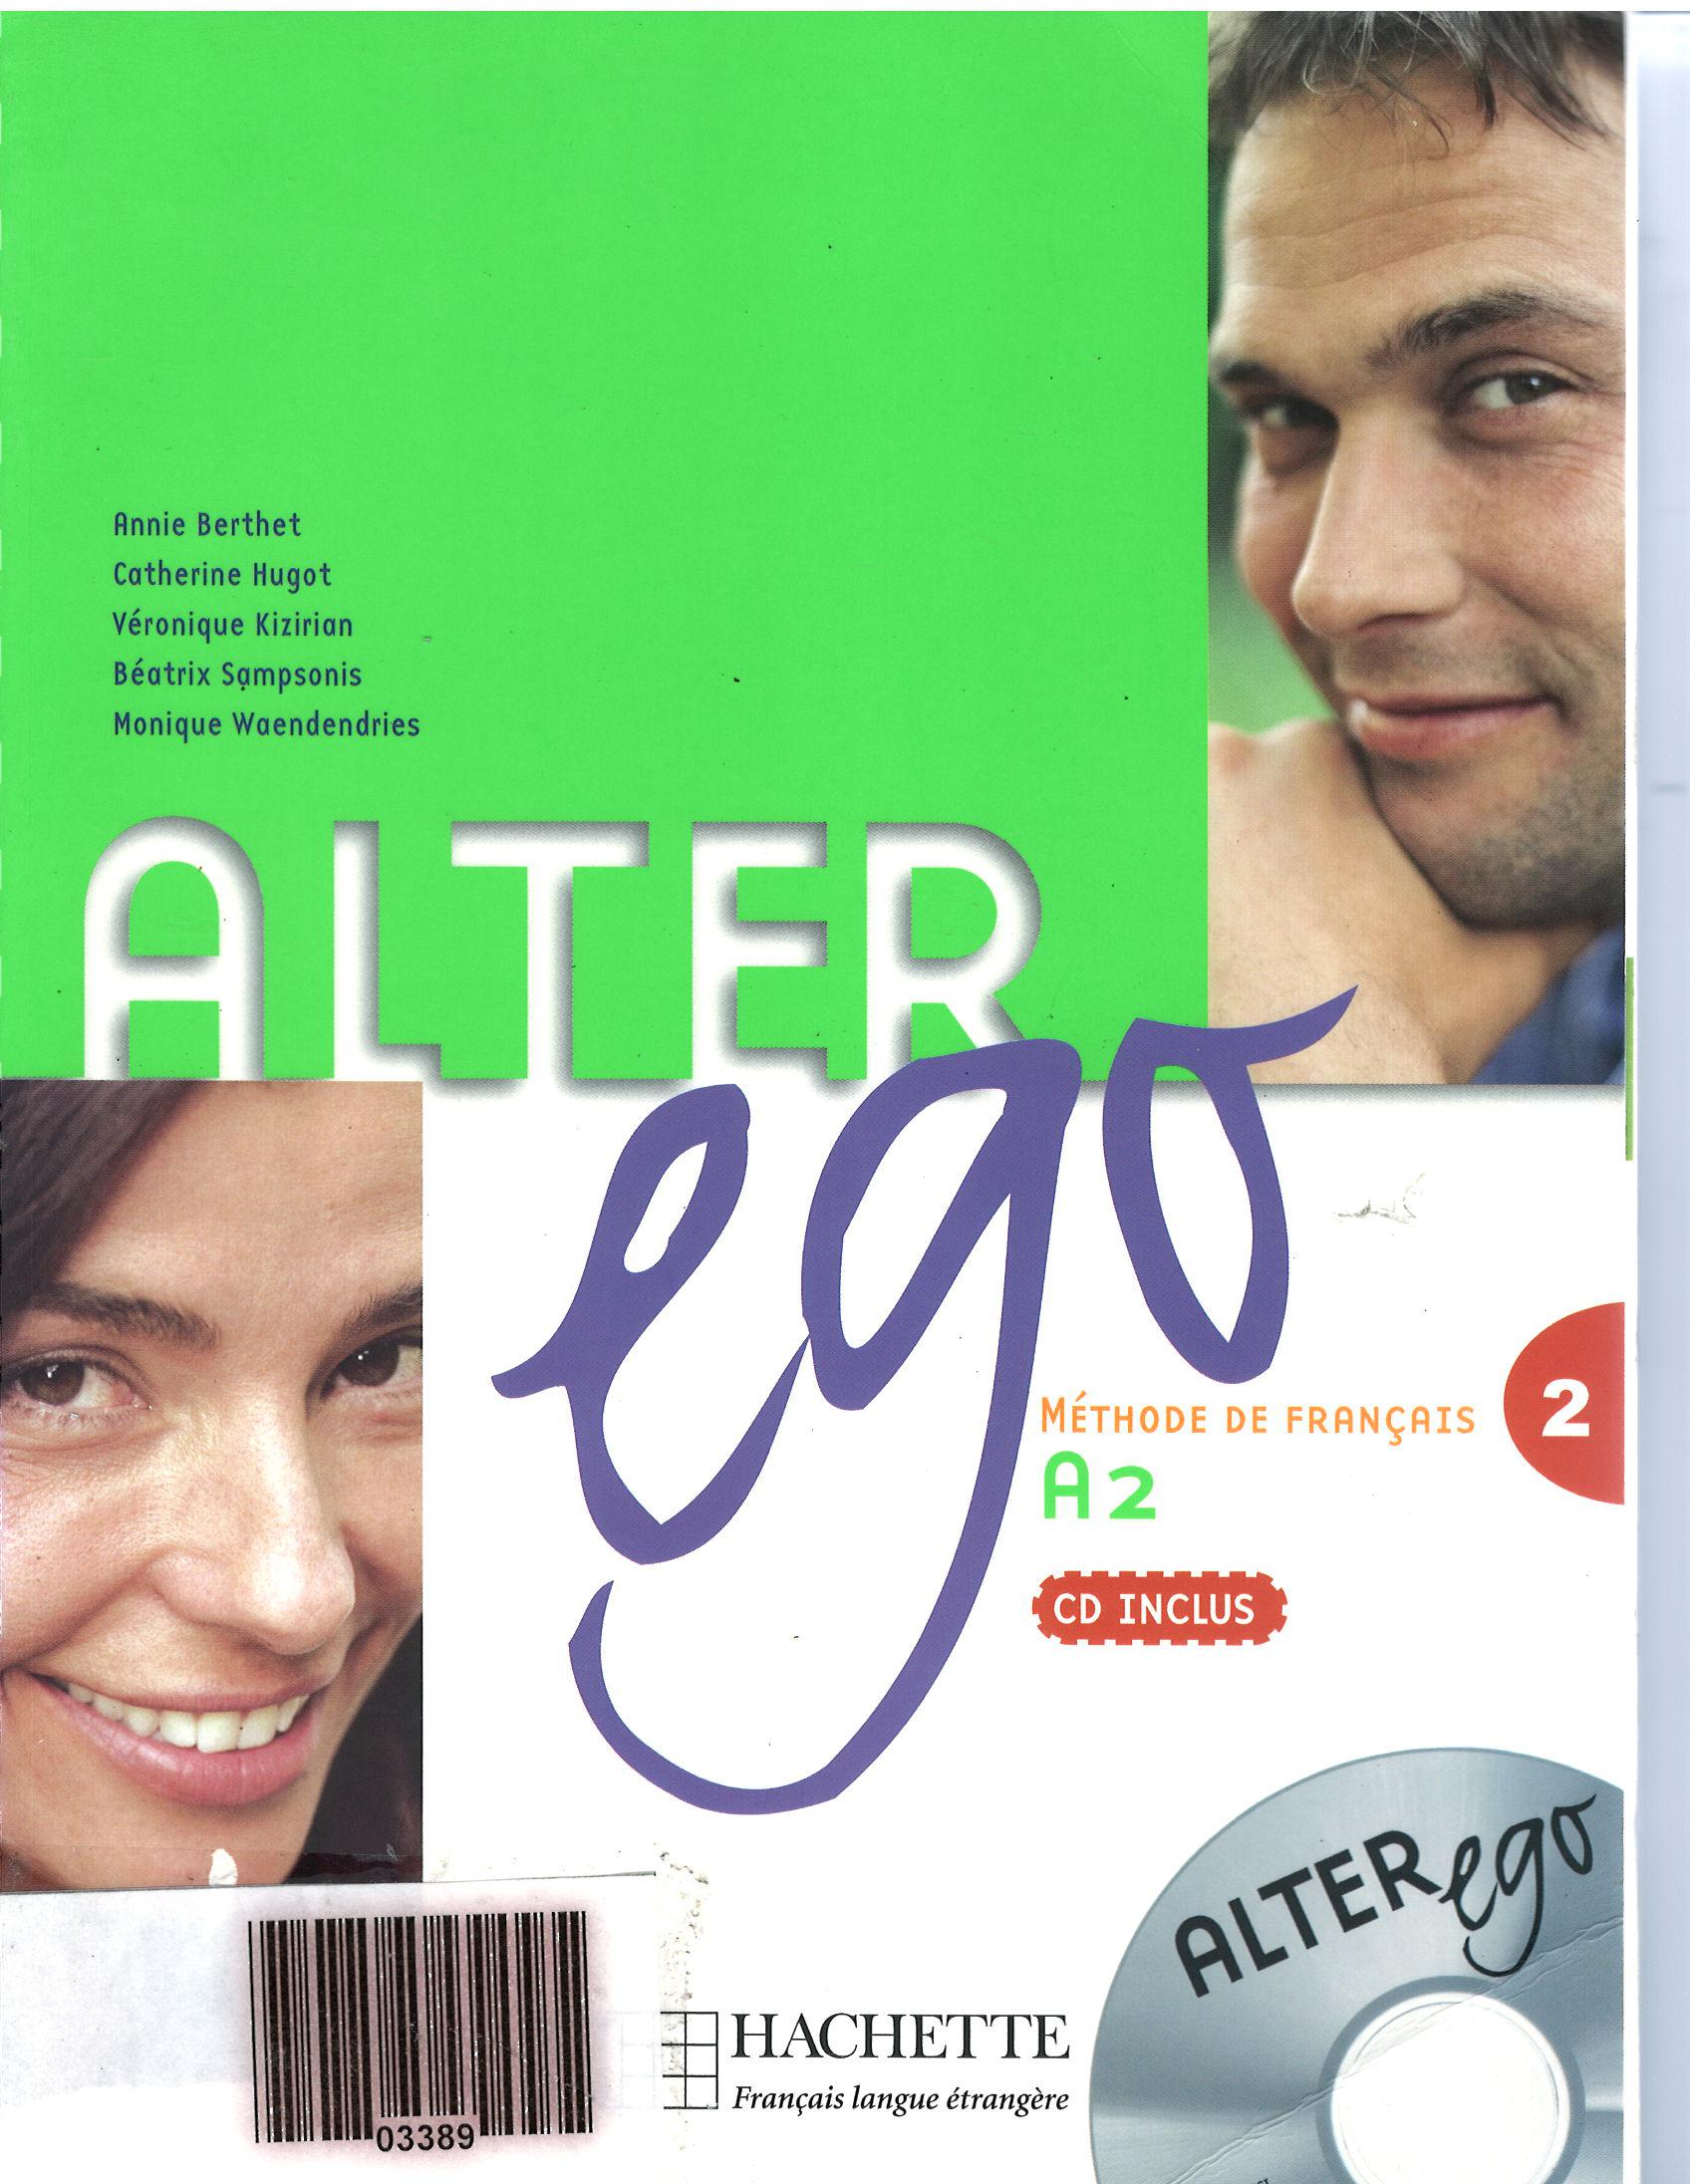 Annie Berthet
Catherine Hugot
Véronique Kizirian
Béatrix Sampsonis
Monique Waendendries
ALTER
ego
MÉTHODE DE FRANÇAIS
2
A2
CD INCLUS
ALTER ego
HACHETTE
Français langue étrangère
03389